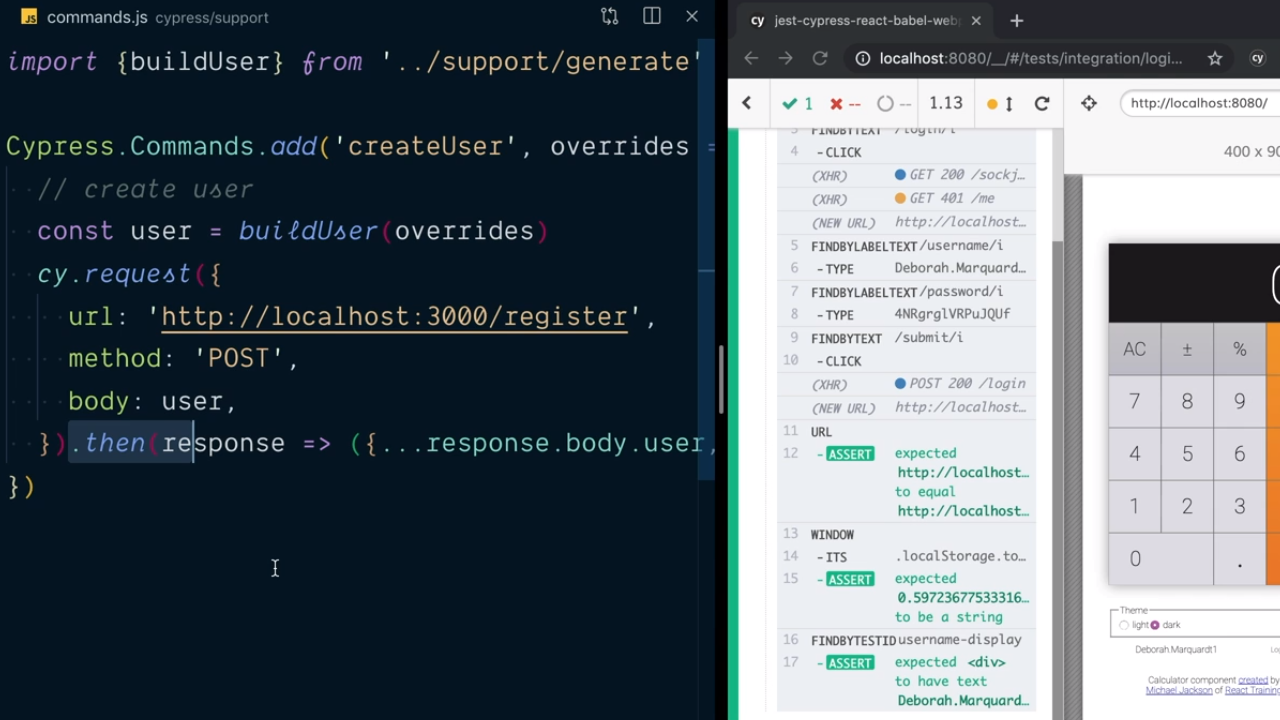 JS commands.js cypress/support
import {buildUser} from '../support/generate'
Cypress.Commands.add('createUser', overrides =
// create user
const user = buildUser(overrides)
cy.request({
url: 'http://localhost:3000/register',
method: 'POST',
body: user,
}).then(response => ({...response.body.user,
})
cy jest-cypress-react-babel-web
localhost:8080/__/#/tests/integration/logi...
cy
1 -- -- 1.13
http://localhost:8080/
400 x
3 FINDBYTEXT /login/i
4 -CLICK
(XHR) GET 200 /sockj…
(XHR) GET 401 /me
(NEW URL) http://localhost…
5 FINDBYLABELTEXT /username/i
6 -TYPE Deborah.Marquard…
7 FINDBYLABELTEXT /password/i
8 -TYPE 4NRgrglVRPuJQUf
9 FINDBYTEXT /submit/i
10 -CLICK
(XHR) POST 200 /login
(NEW URL) http://localhost…
11 URL
12 -ASSERT expected
http://localhost…
to equal
http://localhost…
13 WINDOW
14 -ITS .localStorage.to…
15 -ASSERT expected
0.59723677533316…
to be a string
16 FINDBYTESTID username-display
17 -ASSERT expected <div>
to have text
Deborah.Marquard…
AC ± %
7 8 9
4 5 6
1 2 3
0 .
Theme
light dark
Deborah.Marquardt1
Calculator component created by
Michael Jackson of React Training